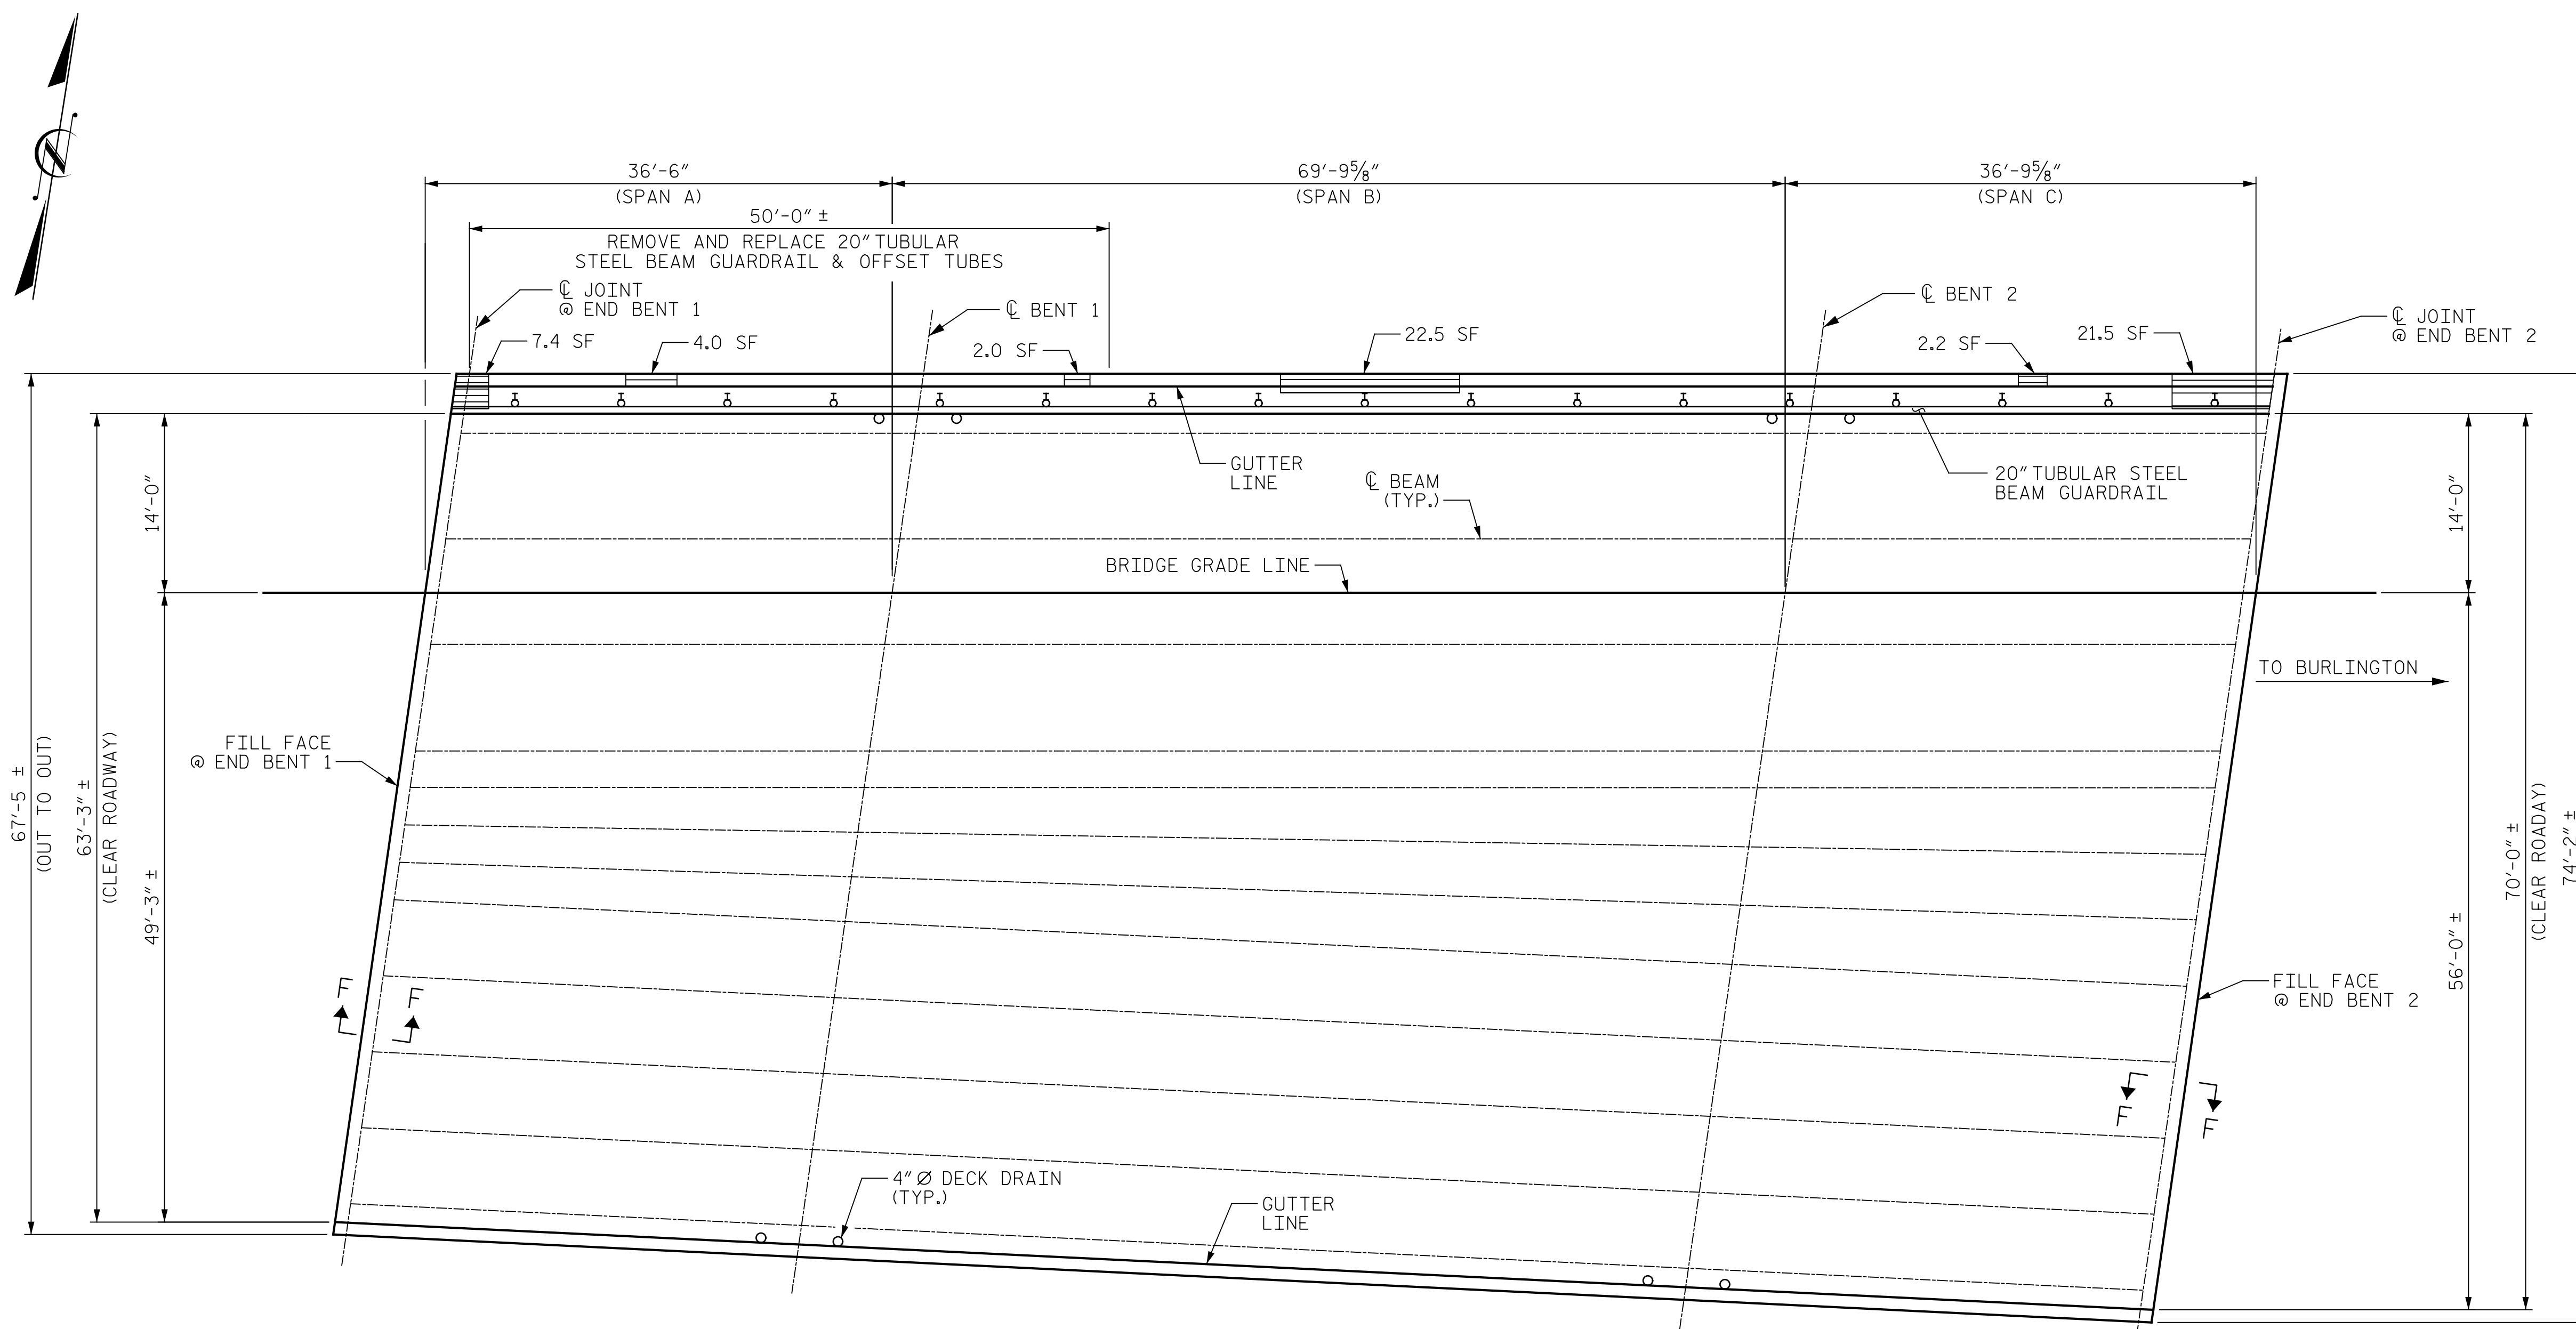 N
36'-6"
(SPAN A)
69'-9⅝"
(SPAN B)
36'-9⅝"
(SPAN C)
50'-0" ±
REMOVE AND REPLACE 20" TUBULAR
STEEL BEAM GUARDRAIL & OFFSET TUBES
℄ JOINT
@ END BENT 1
℄ BENT 1
℄ BENT 2
℄ JOINT
@ END BENT 2
7.4 SF
4.0 SF
2.0 SF
22.5 SF
2.2 SF
21.5 SF
GUTTER
LINE
℄ BEAM
(TYP.)
20" TUBULAR STEEL
BEAM GUARDRAIL
14'-0"
14'-0"
BRIDGE GRADE LINE
TO BURLINGTON
FILL FACE
@ END BENT 1
67'-5 ±
(OUT TO OUT)
63'-3" ±
(CLEAR ROADWAY)
49'-3" ±
56'-0" ±
70'-0" ±
(CLEAR ROADAY)
74'-2" ±
FILL FACE
@ END BENT 2
F
F
F
F
4" Ø DECK DRAIN
(TYP.)
GUTTER
LINE